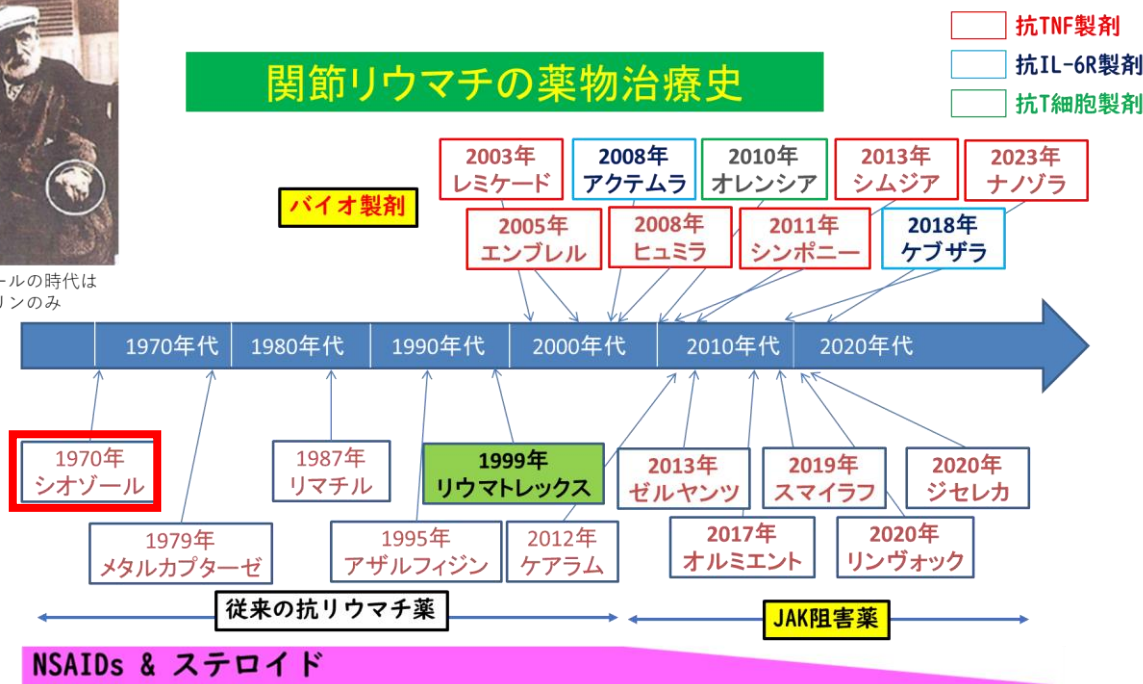 抗TNF製剤
抗IL-6R製剤
抗T細胞製剤
関節リウマチの薬物治療史
バイオ製剤
2003年
レミケード
2008年
アクテムラ
2010年
オレンシア
2013年
シムジア
2023年
ナノゾラ
2005年
エンブレル
2008年
ヒュミラ
2011年
シンポニー
2018年
ケブザラ
ールの時代は
リンのみ
1970年代
1980年代
1990年代
2000年代
2010年代
2020年代
1970年
シオゾール
1987年
リマチル
1999年
リウマトレックス
2013年
ゼルヤンツ
2019年
スマイラフ
2020年
ジセレカ
1979年
メタルカプターゼ
1995年
アザルフィジン
2012年
ケアラム
2017年
オルミエント
2020年
リンヴォック
従来の抗リウマチ薬
JAK阻害薬
NSAIDs & ステロイド